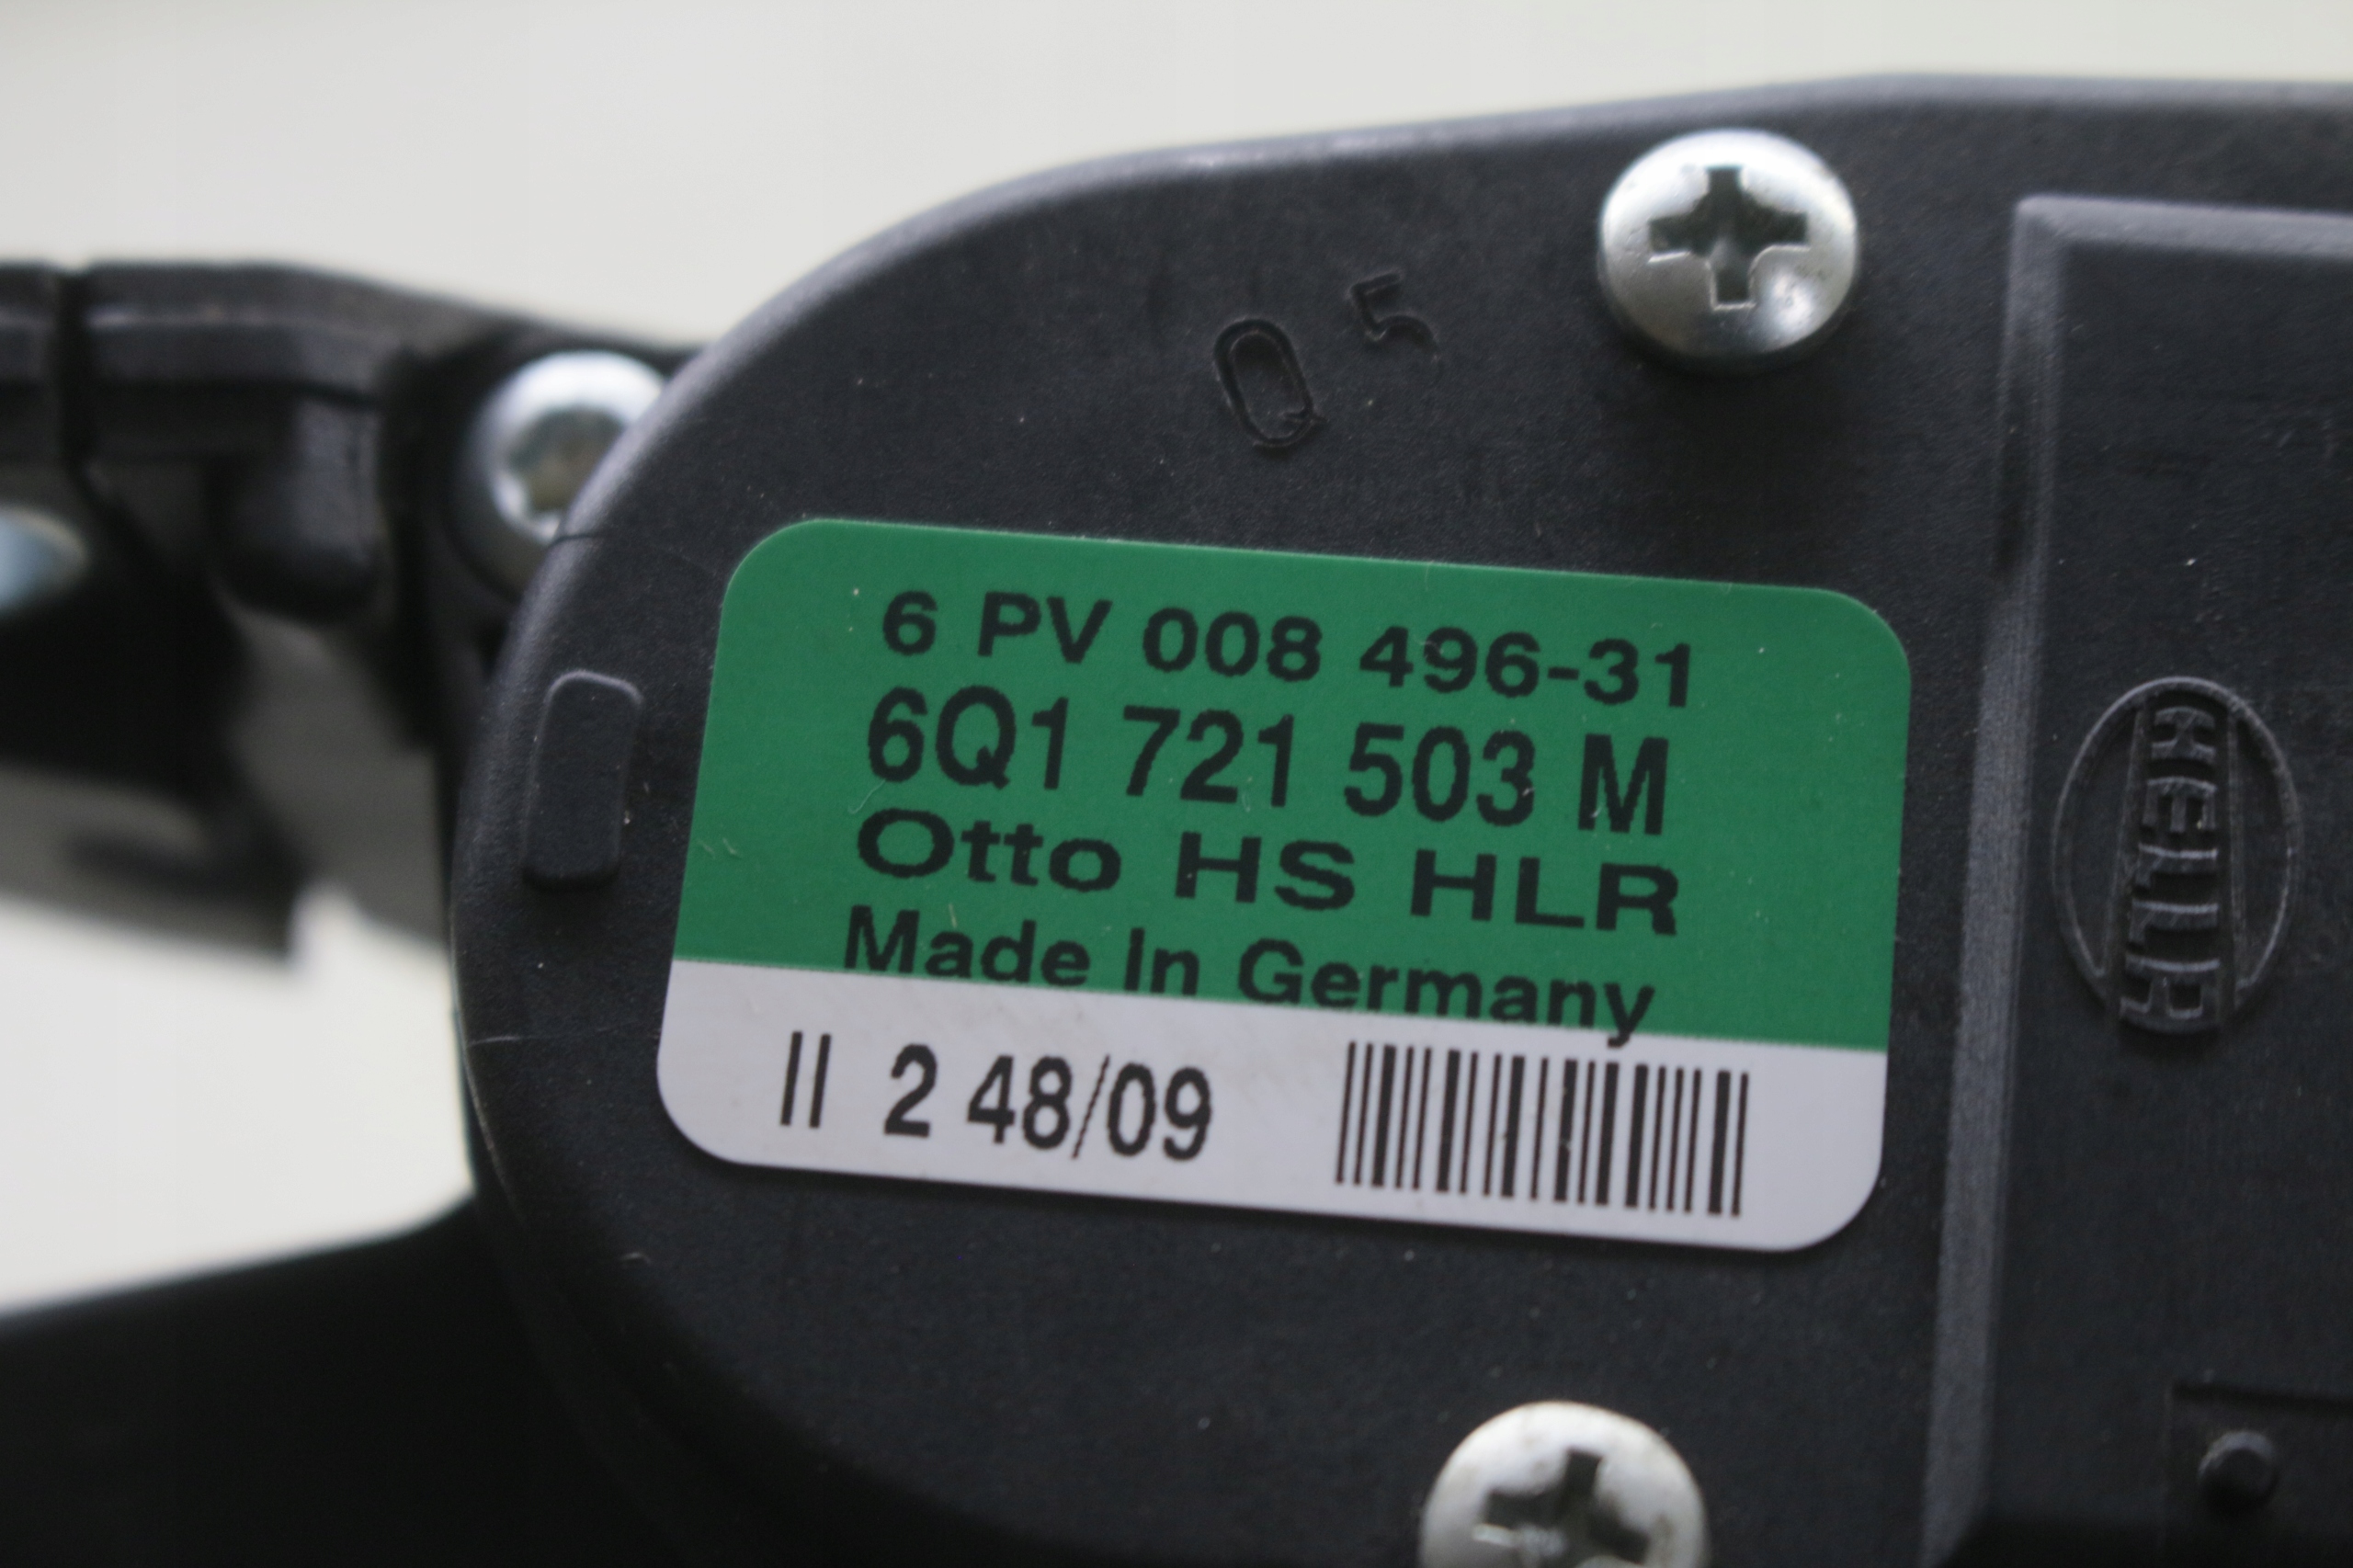 Q 5
6 PV 008 496-31
6Q1 721 503 M
Otto HS HLR
Made In Germany
II 2 48/09
HELLA